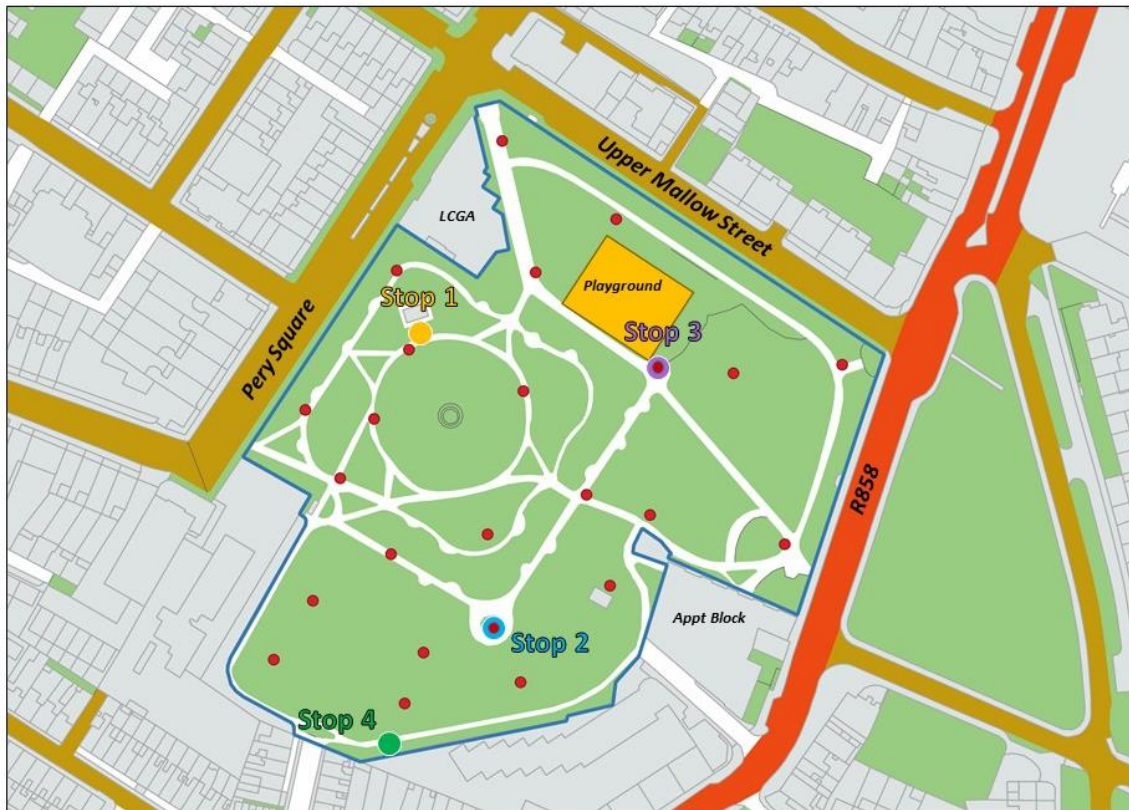 Upper Mallow Street
LCGA
Playground
Stop 1
Stop 3
Pery Square
R858
Appt Block
Stop 2
Stop 4